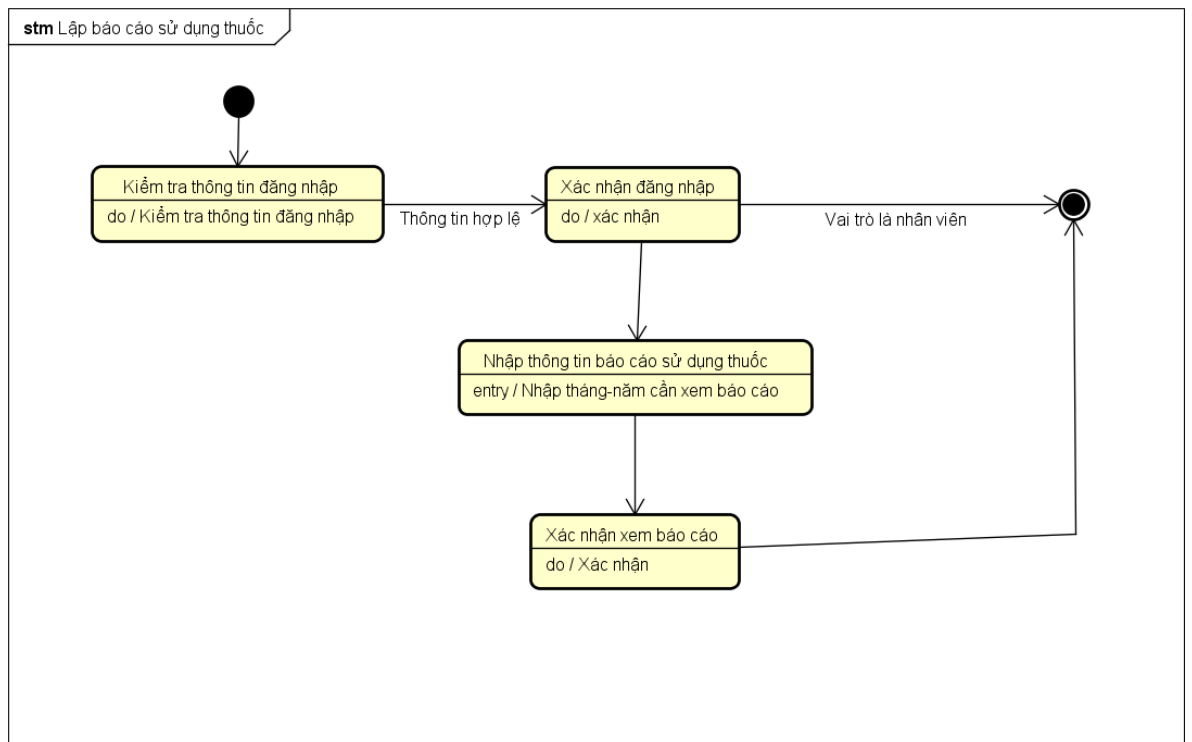 stm Lập báo cáo sử dụng thuốc
Kiểm tra thông tin đăng nhập
do / Kiểm tra thông tin đăng nhập
Thông tin hợp lệ
Xác nhận đăng nhập
do / xác nhận
Vai trò là nhân viên
Nhập thông tin báo cáo sử dụng thuốc
entry / Nhập tháng-năm cần xem báo cáo
Xác nhận xem báo cáo
do / Xác nhận